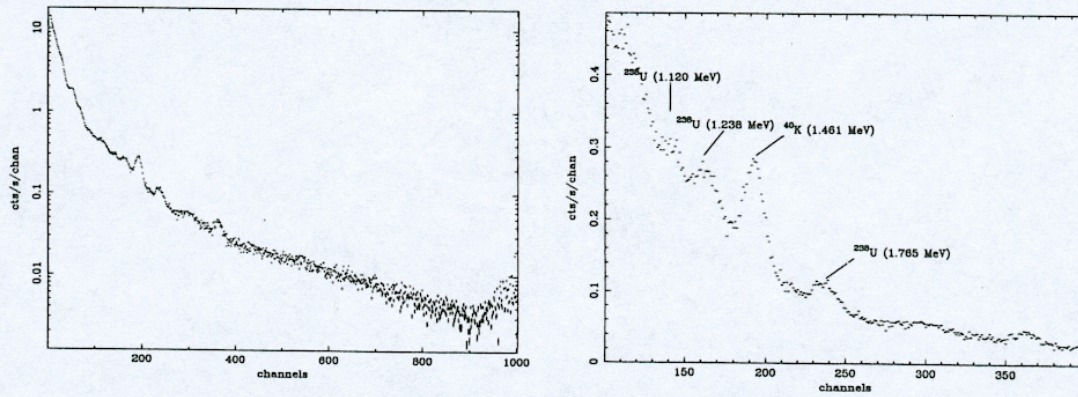 10
1
0.1
0.01
cts/s/chan
200
400
600
800
1000
channels
0.4
0.3
0.2
0.1
0
cts/s/chan
²³⁸U (1.120 MeV)
²³⁸U (1.238 MeV)
⁴⁰K (1.461 MeV)
²³⁸U (1.765 MeV)
150
200
250
300
350
channels